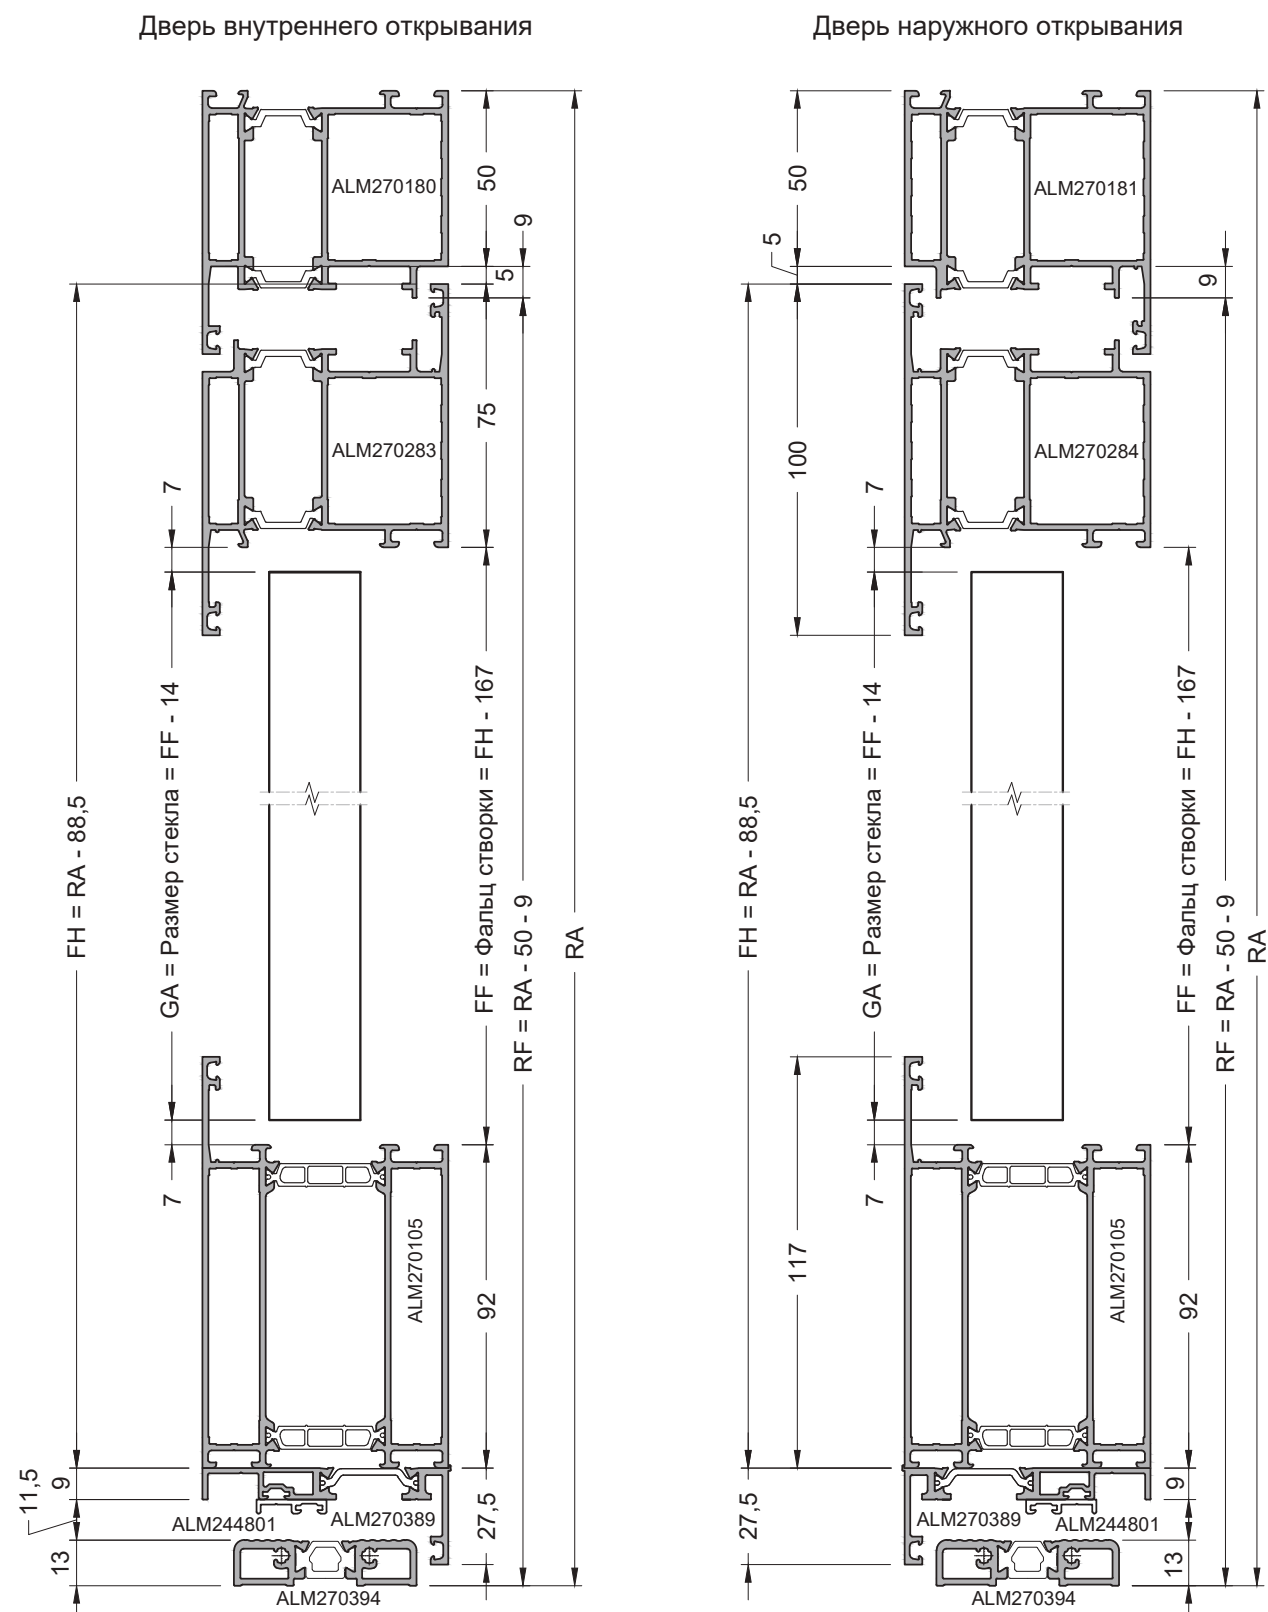 Дверь внутреннего открывания
Дверь наружного открывания
ALM270180
50
9
5
ALM270283
75
7
FH = RA - 88,5
GA = Размер стекла = FF - 14
FF = Фальц створки = FH - 167
RF = RA - 50 - 9
RA
7
ALM270105
92
11,5
9
13
ALM244801
ALM270389
27,5
ALM270394
ALM270181
50
5
9
ALM270284
100
7
FH = RA - 88,5
GA = Размер стекла = FF - 14
FF = Фальц створки = FH - 167
RF = RA - 50 - 9
RA
7
117
ALM270105
92
27,5
9
ALM270389
ALM244801
13
ALM270394